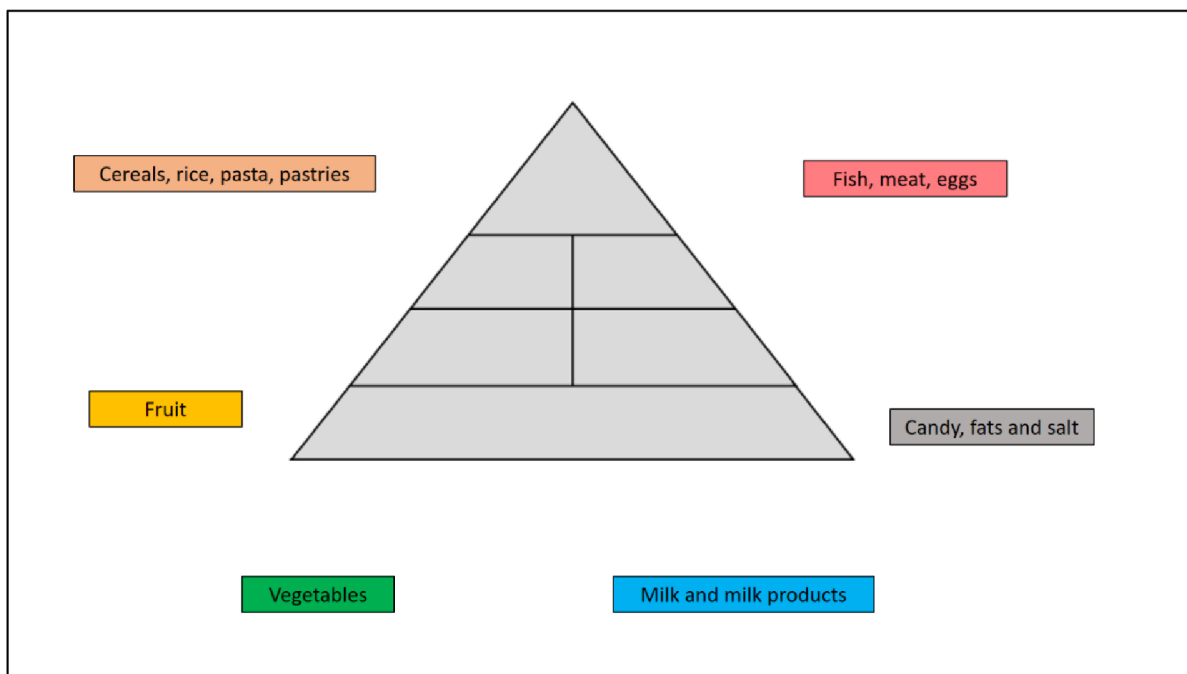 Cereals, rice, pasta, pastries
Fish, meat, eggs
Fruit
Candy, fats and salt
Vegetables
Milk and milk products